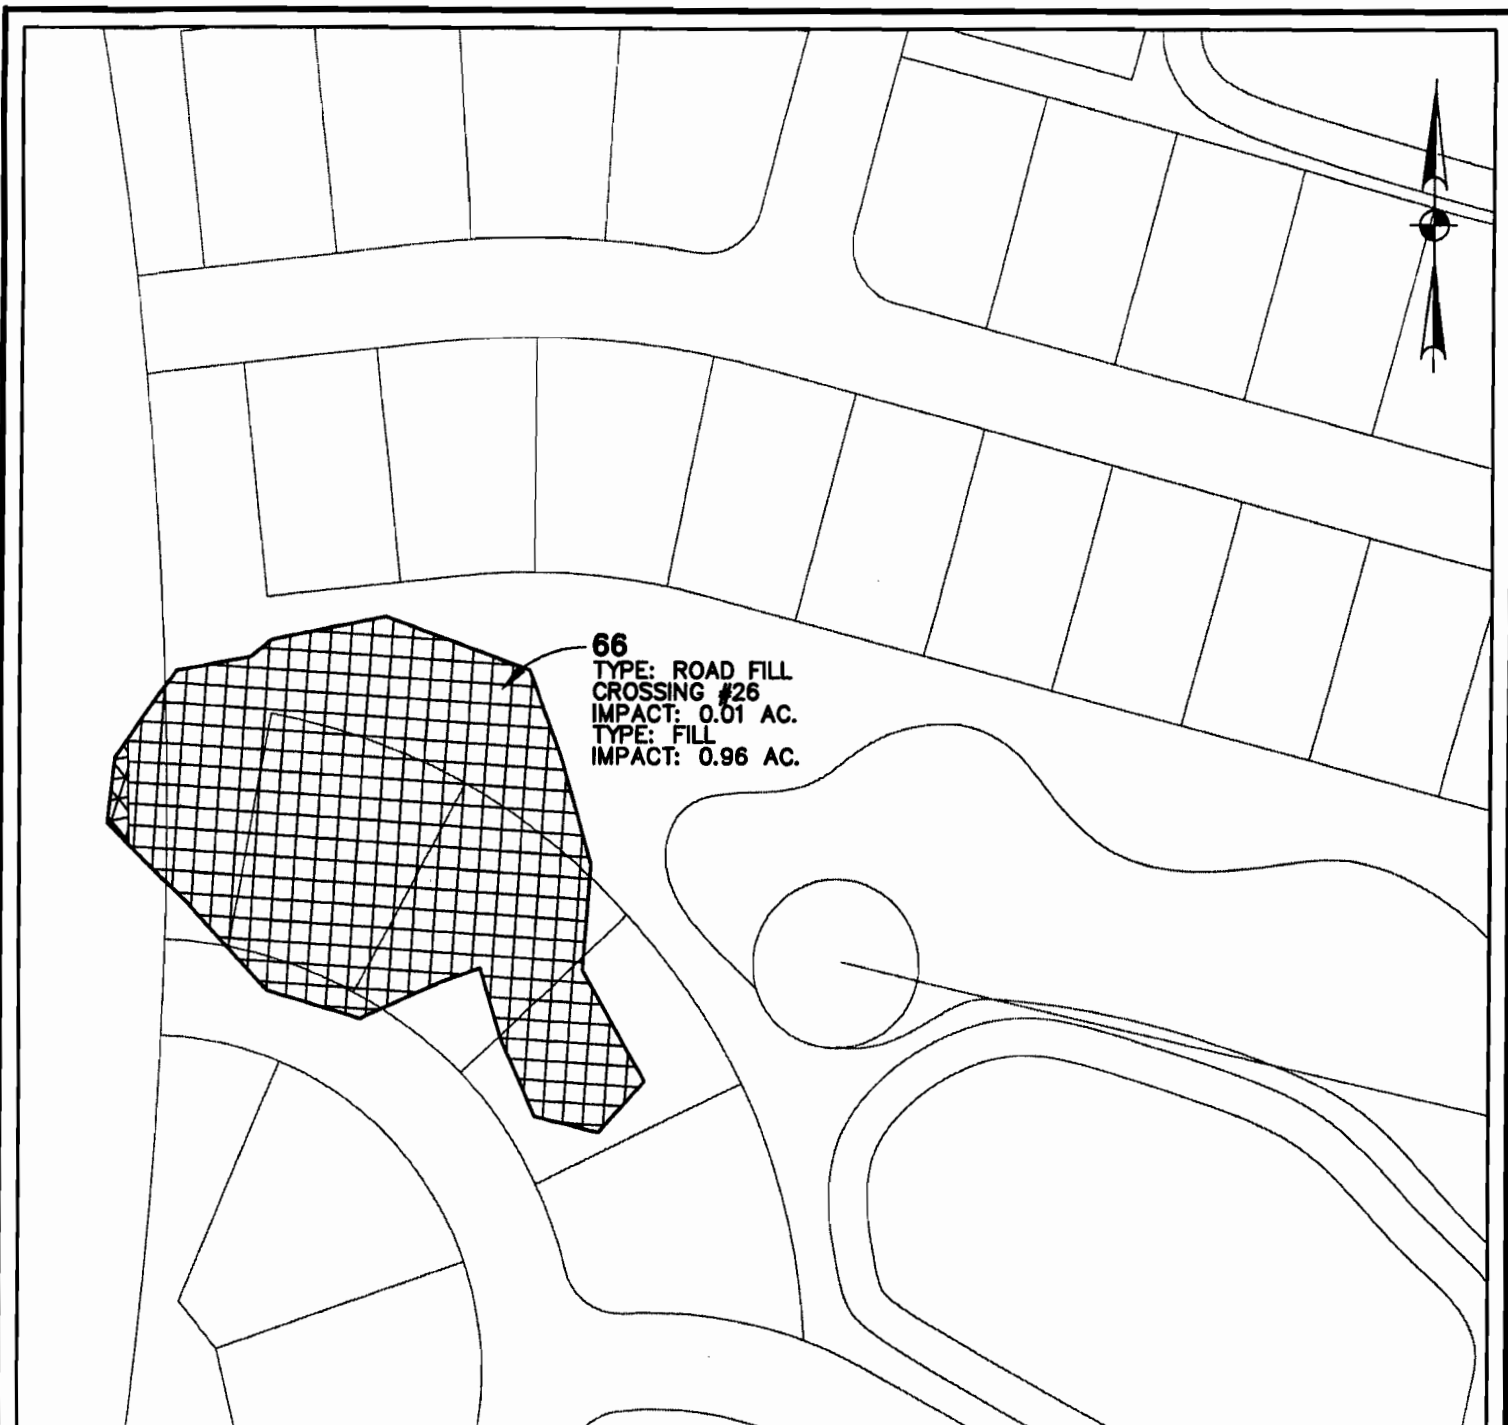 66
TYPE: ROAD FILL
CROSSING #26
IMPACT: 0.01 AC.
TYPE: FILL
IMPACT: 0.96 AC.